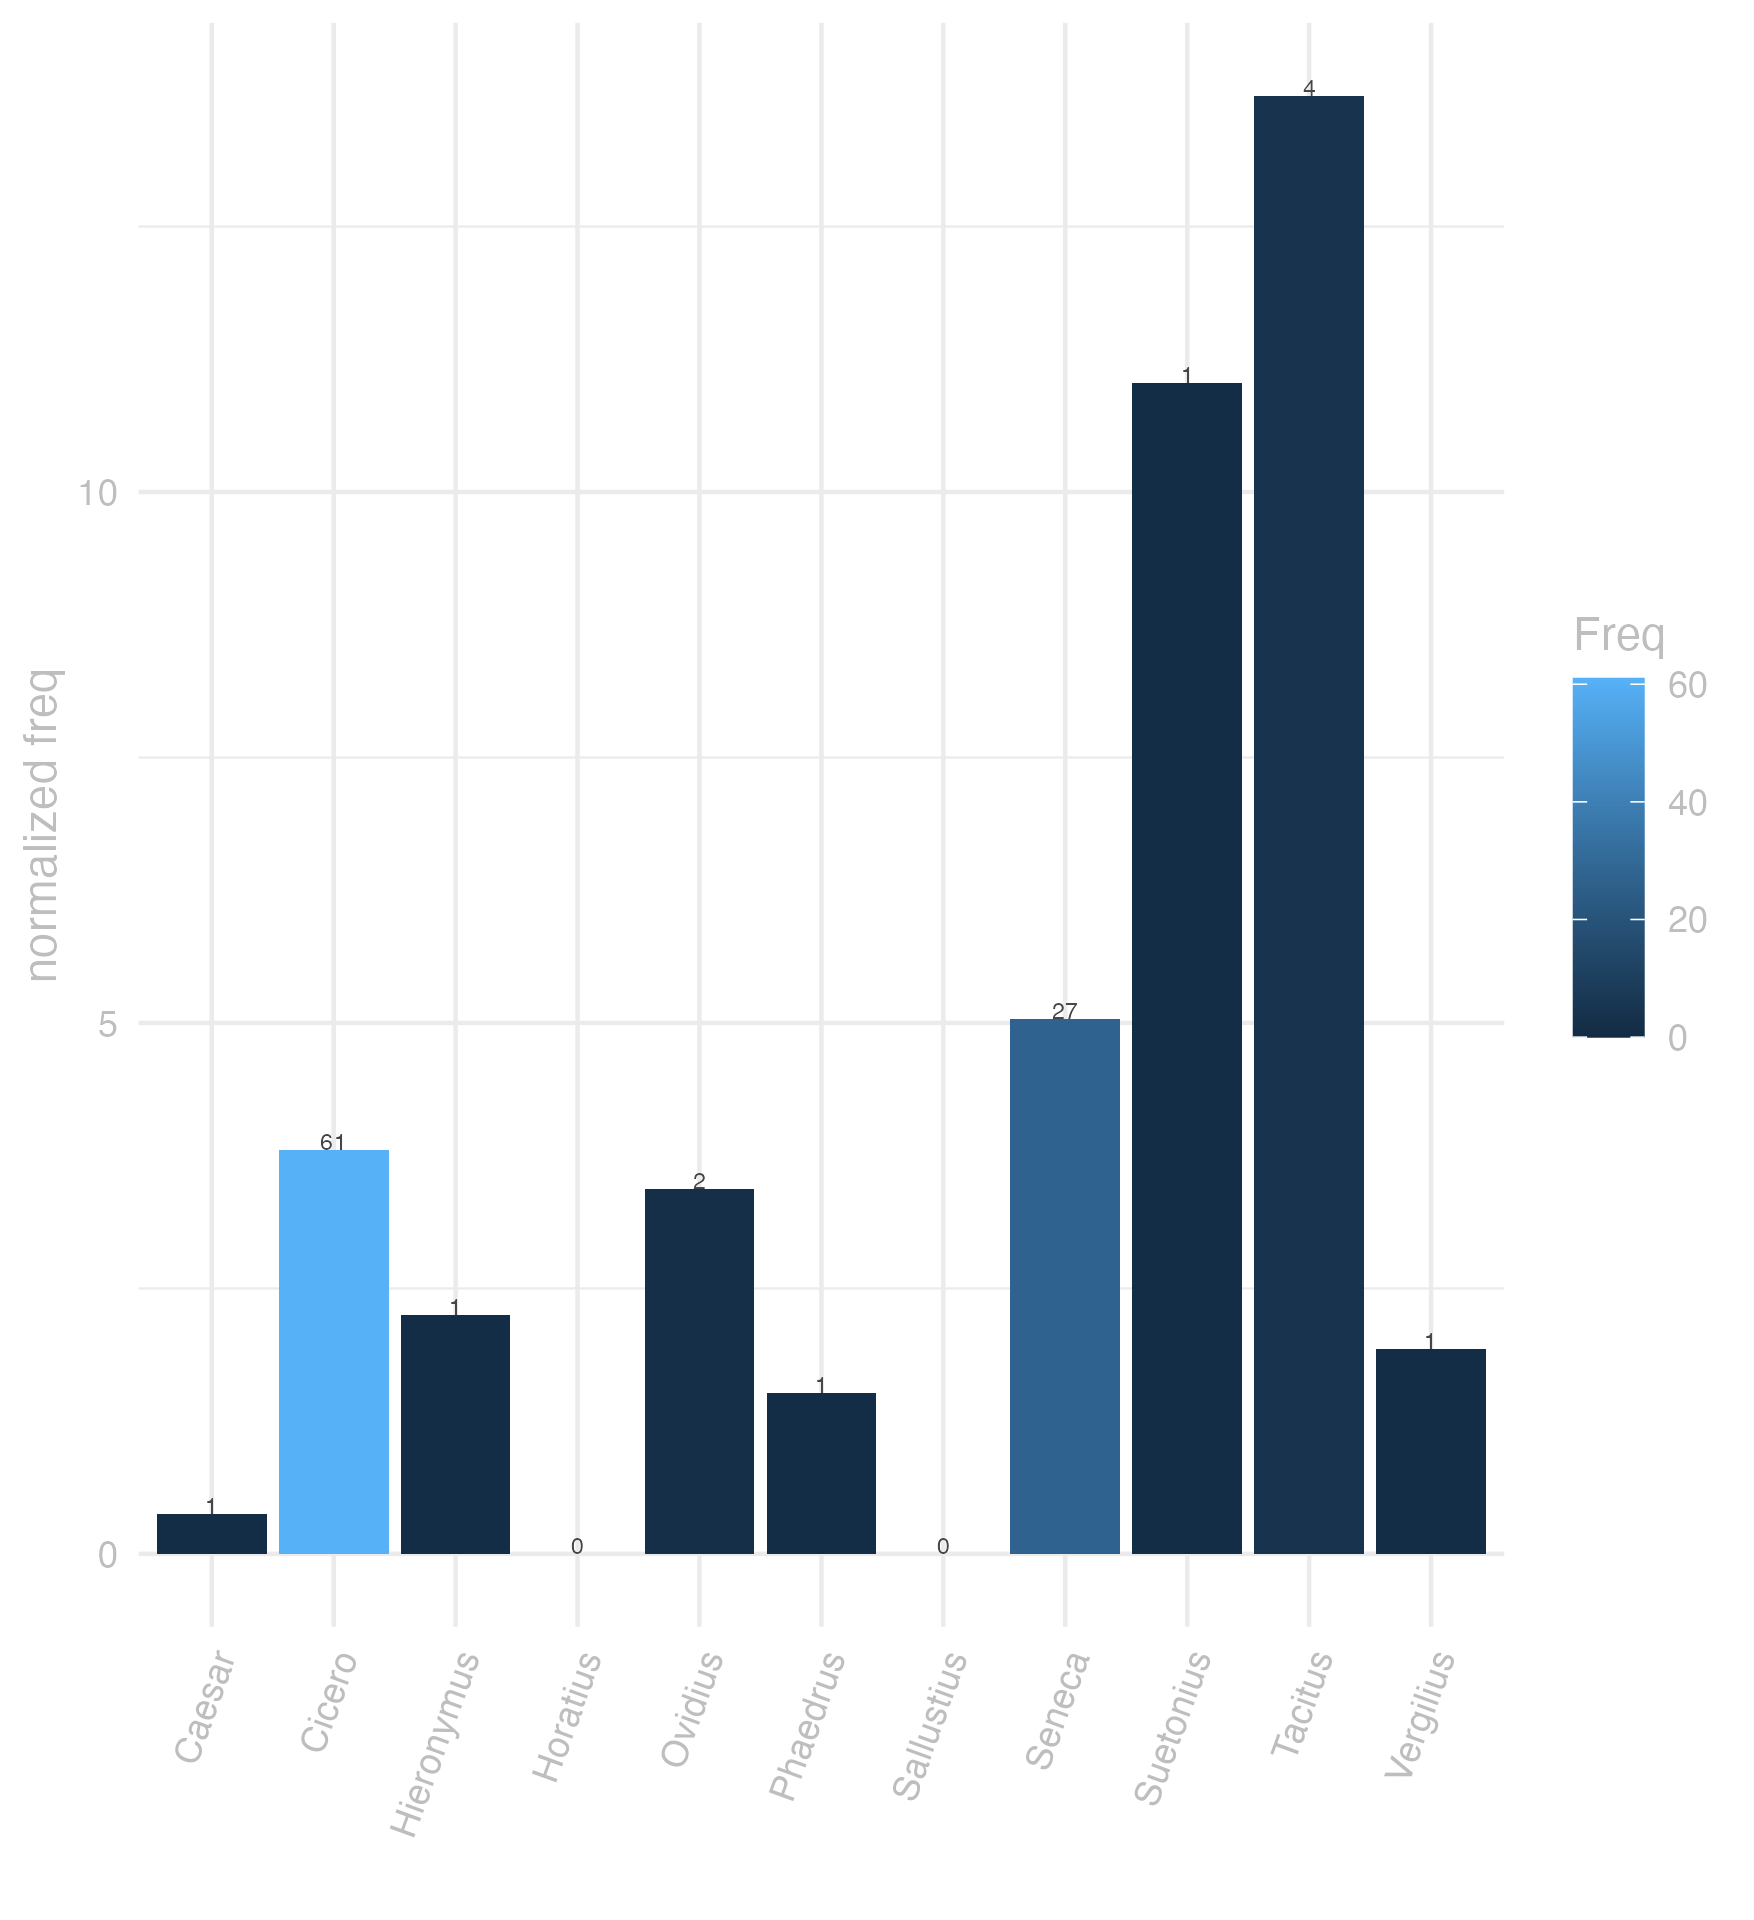 4
1
10
normalized freq
Freq
60
40
20
0
5
27
61
2
1
1
1
1
0
0
0
Caesar
Cicero
Hieronymus
Horatius
Ovidius
Phaedrus
Sallustius
Seneca
Suetonius
Tacitus
Vergilius